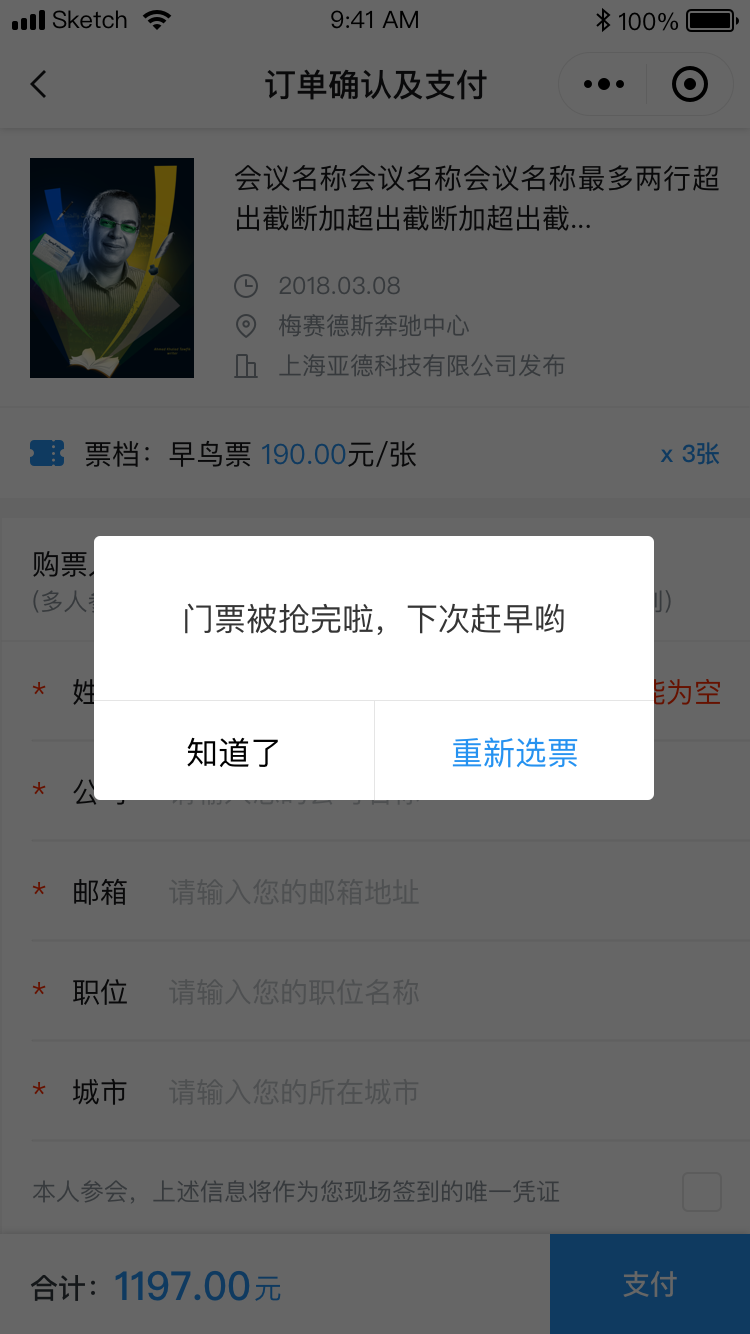 Sketch 9:41 AM 100%
订单确认及支付
会议名称会议名称会议名称最多两行超
出截断加超出截断加超出截...
2018.03.08
梅赛德斯奔驰中心
上海亚德科技有限公司发布
票档：早鸟票 190.00元/张 x 3张
购票
(多人
门票被抢完啦，下次赶早哟
* 姓 能为空
知道了 重新选票
* 公司
* 邮箱 请输入您的邮箱地址
* 职位 请输入您的职位名称
* 城市 请输入您的所在城市
本人参会，上述信息将作为您现场签到的唯一凭证
合计：1197.00元 支付